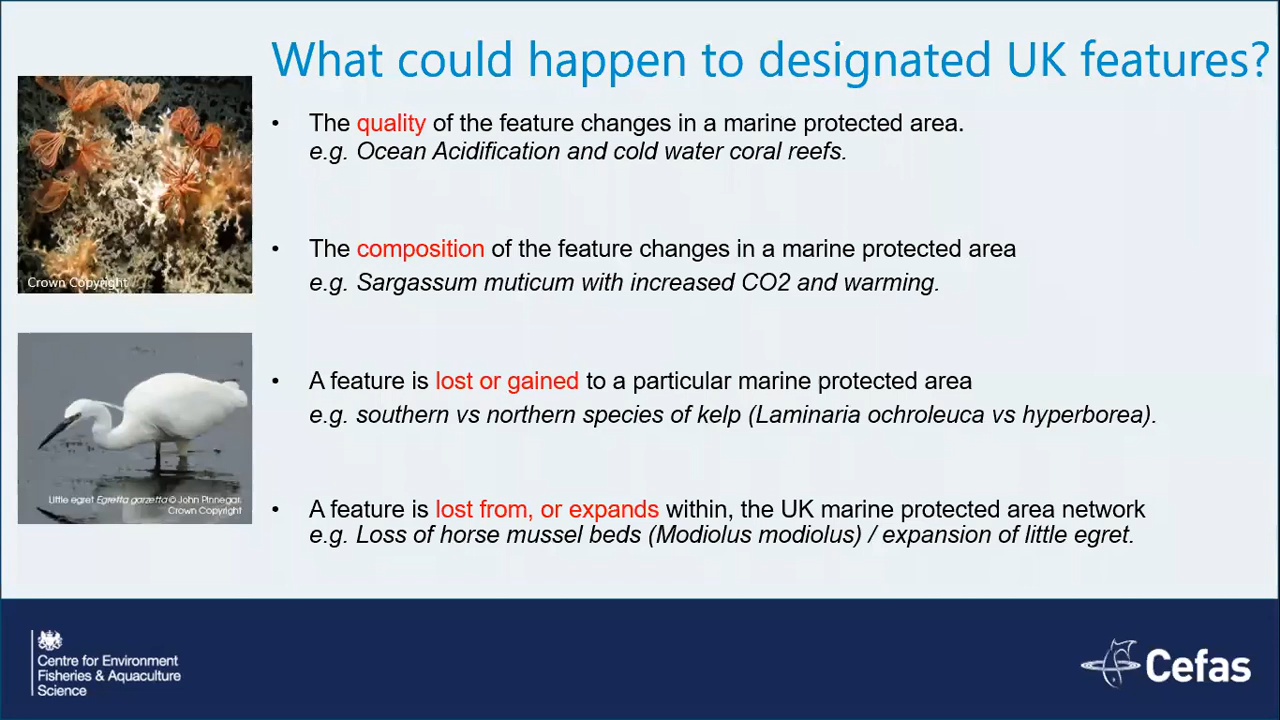 What could happen to designated UK features?
• The quality of the feature changes in a marine protected area.
e.g. Ocean Acidification and cold water coral reefs.
• The composition of the feature changes in a marine protected area
e.g. Sargassum muticum with increased CO2 and warming.
• A feature is lost or gained to a particular marine protected area
e.g. southern vs northern species of kelp (Laminaria ochroleuca vs hyperborea).
• A feature is lost from, or expands within, the UK marine protected area network
e.g. Loss of horse mussel beds (Modiolus modiolus) / expansion of little egret.
Crown Copyright
Little egret Egretta garzetta © John Pinnegar.
Crown Copyright
Centre for Environment
Fisheries & Aquaculture
Science
Cefas